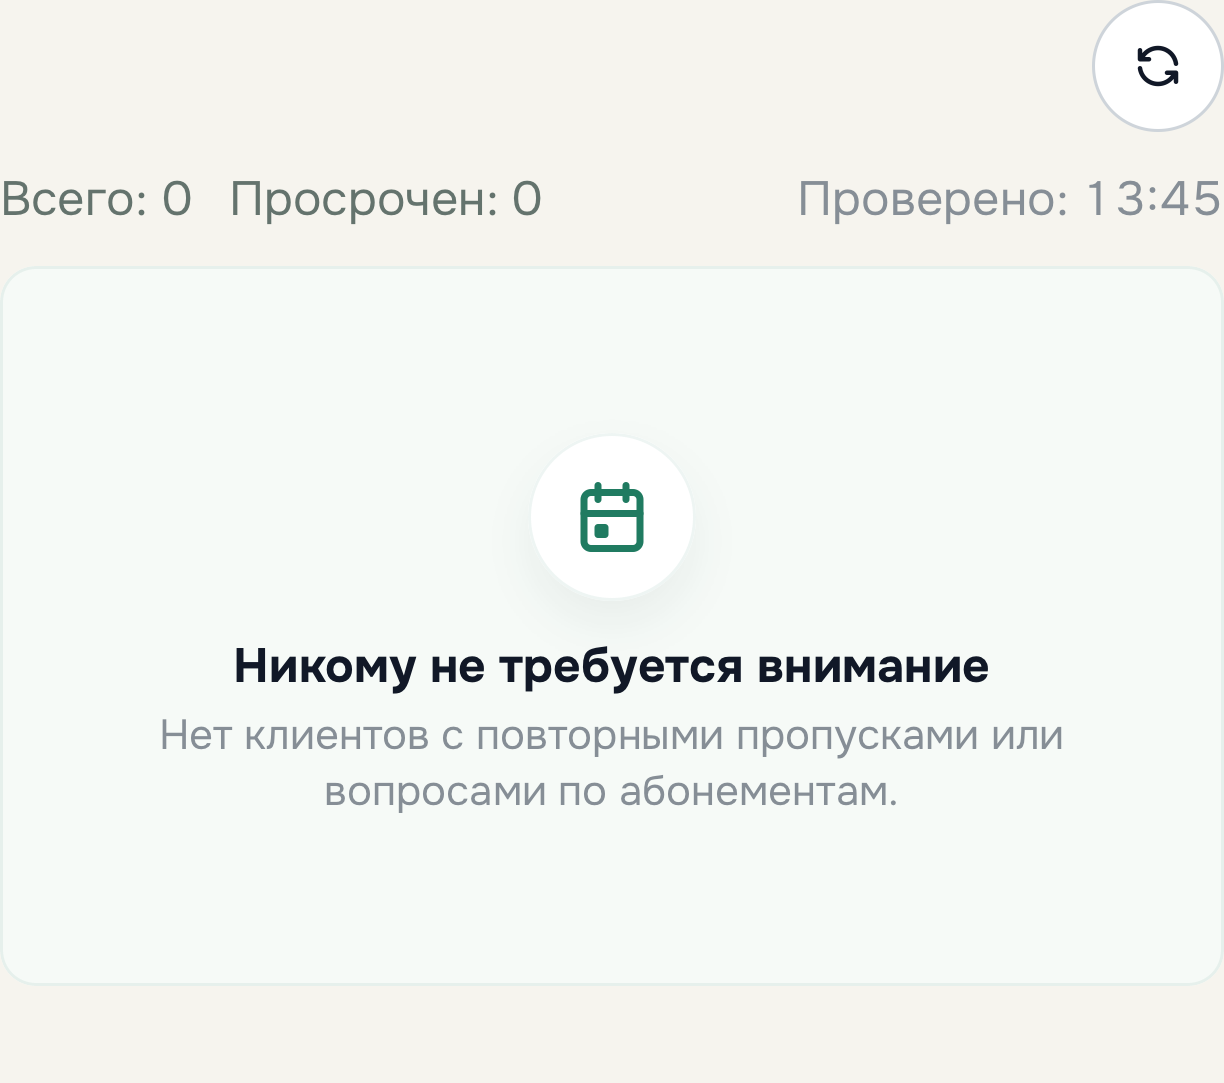 Всего: 0 Просрочен: 0 Проверено: 13:45
Никому не требуется внимание
Нет клиентов с повторными пропусками или
вопросами по абонементам.